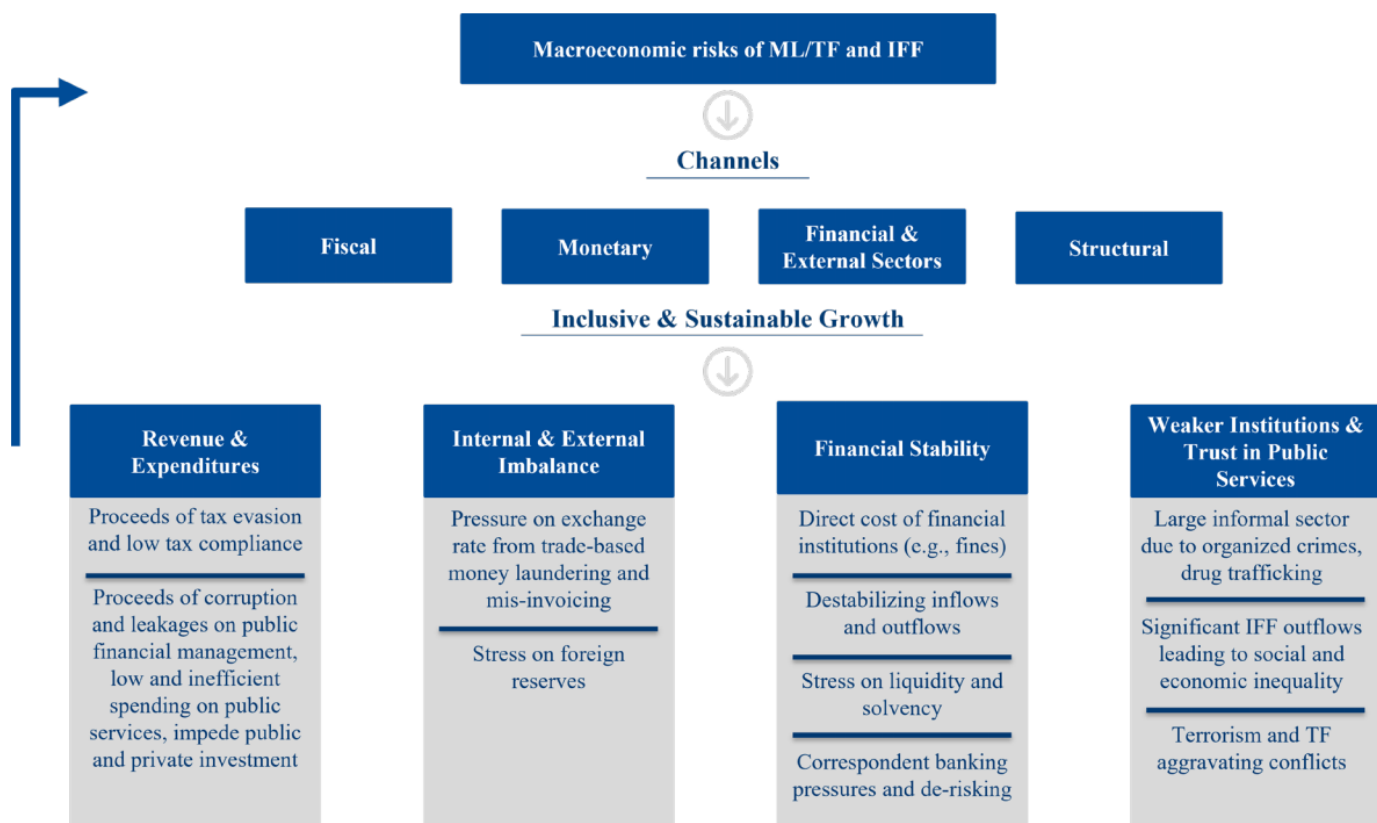 Macroeconomic risks of ML/TF and IFF
Channels
Fiscal
Monetary
Financial &
External Sectors
Structural
Inclusive & Sustainable Growth
Revenue &
Expenditures
Proceeds of tax evasion
and low tax compliance
Proceeds of corruption
and leakages on public
financial management,
low and inefficient
spending on public
services, impede public
and private investment
Internal & External
Imbalance
Pressure on exchange
rate from trade-based
money laundering and
mis-invoicing
Stress on foreign
reserves
Financial Stability
Direct cost of financial
institutions (e.g., fines)
Destabilizing inflows
and outflows
Stress on liquidity and
solvency
Correspondent banking
pressures and de-risking
Weaker Institutions &
Trust in Public
Services
Large informal sector
due to organized crimes,
drug trafficking
Significant IFF outflows
leading to social and
economic inequality
Terrorism and TF
aggravating conflicts